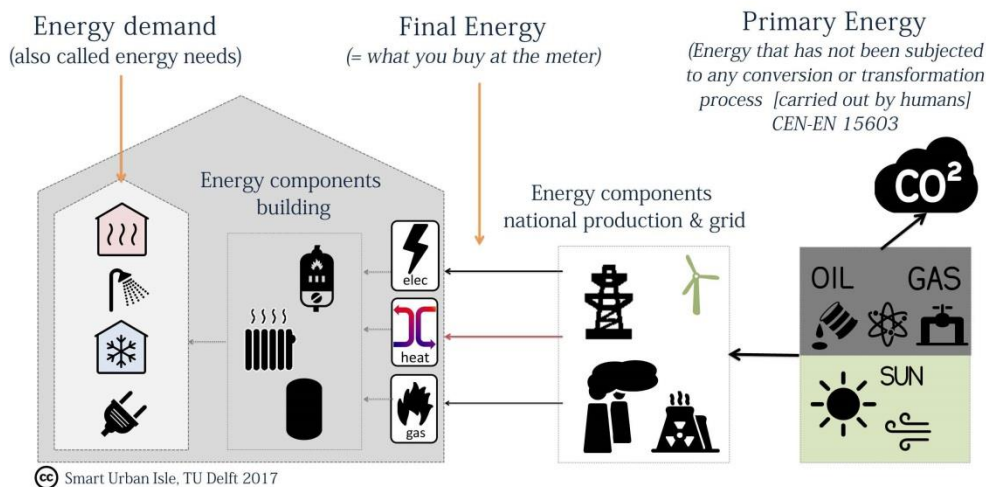 Energy demand
(also called energy needs)
Final Energy
(= what you buy at the meter)
Primary Energy
(Energy that has not been subjected
to any conversion or transformation
process [carried out by humans]
CEN-EN 15603
CO²
Energy components
building
Energy components
national production & grid
elec
heat
gas
OIL
GAS
SUN
cc Smart Urban Isle, TU Delft 2017